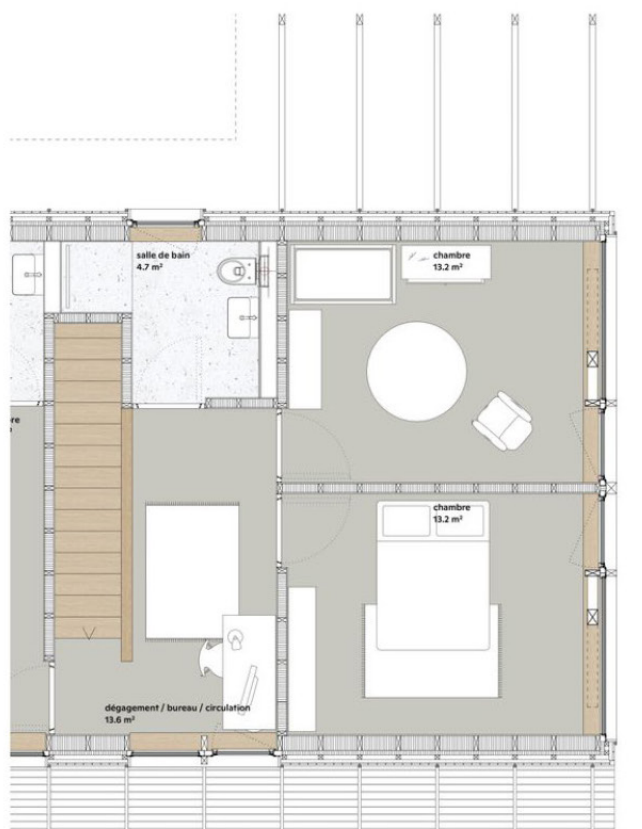 salle de bain
4.7 m²
chambre
13.2 m²
re
chambre
13.2 m²
dégagement / bureau / circulation
13.6 m²